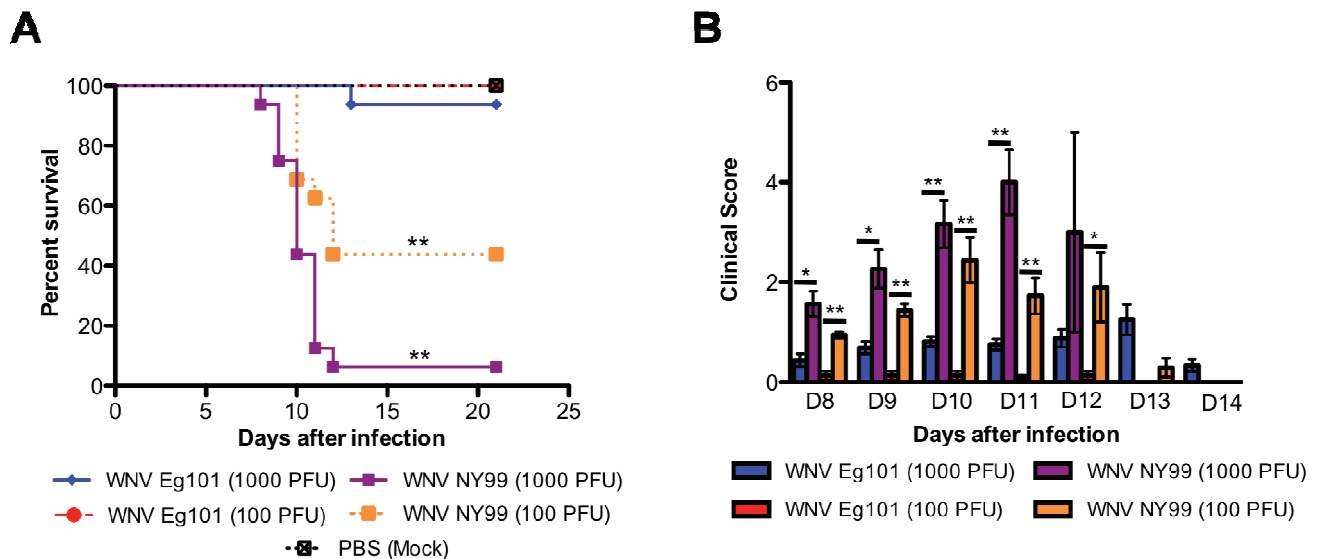 A
Percent survival
100
80
60
40
20
0
**
**
0 5 10 15 20 25
Days after infection
WNV Eg101 (1000 PFU)
WNV NY99 (1000 PFU)
WNV Eg101 (100 PFU)
WNV NY99 (100 PFU)
PBS (Mock)
B
Clinical Score
6
4
2
0
* ** * ** ** ** ** ** *
D8 D9 D10 D11 D12 D13 D14
Days after infection
WNV Eg101 (1000 PFU)
WNV NY99 (1000 PFU)
WNV Eg101 (100 PFU)
WNV NY99 (100 PFU)